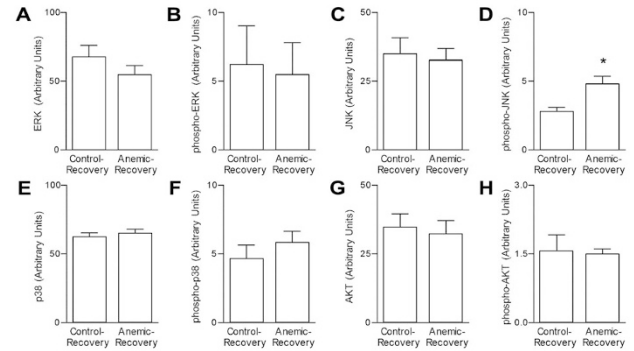 A
ERK (Arbitrary Units)
100
50
0
Control-
Recovery
Anemic-
Recovery
B
phospho-ERK (Arbitrary Units)
10
5
0
Control-
Recovery
Anemic-
Recovery
C
JNK (Arbitrary Units)
50
25
0
Control-
Recovery
Anemic-
Recovery
D
phospho-JNK (Arbitrary Units)
10
5
0
*
Control-
Recovery
Anemic-
Recovery
E
p38 (Arbitrary Units)
100
50
0
Control-
Recovery
Anemic-
Recovery
F
phospho-p38 (Arbitrary Units)
10
5
0
Control-
Recovery
Anemic-
Recovery
G
AKT (Arbitrary Units)
50
25
0
Control-
Recovery
Anemic-
Recovery
H
phospho-AKT (Arbitrary Units)
3.0
1.5
0.0
Control-
Recovery
Anemic-
Recovery